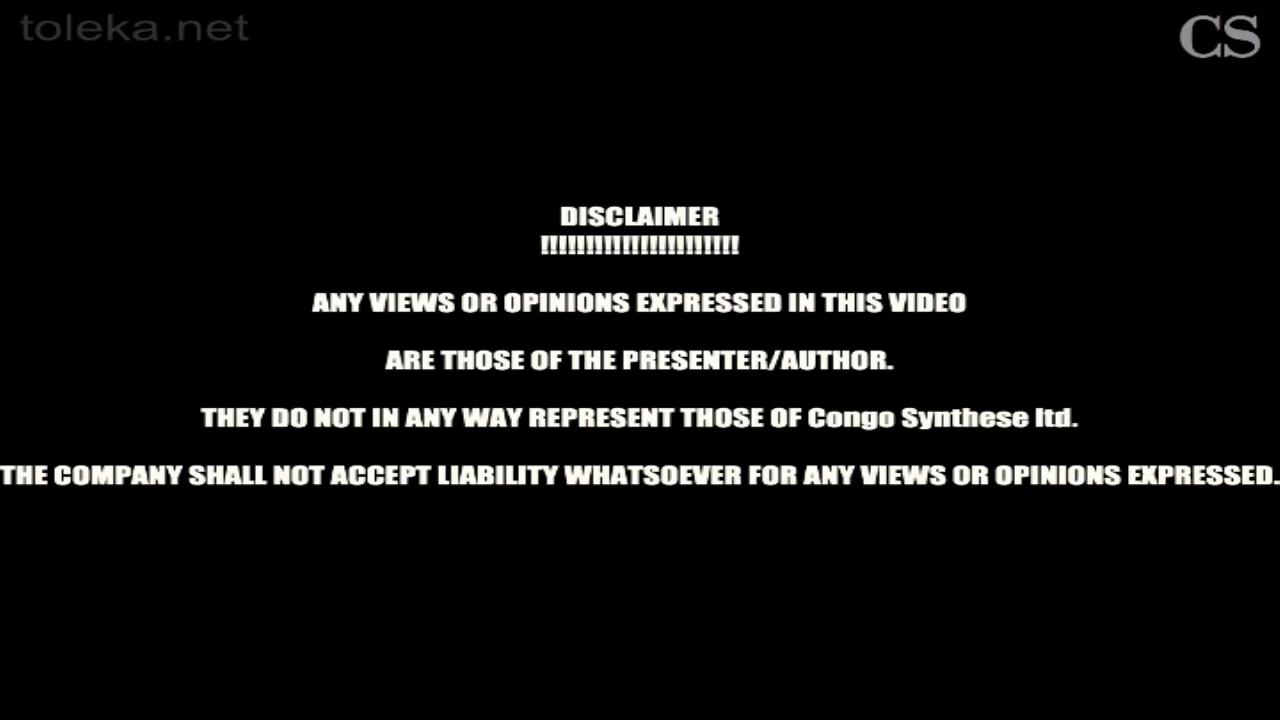 toleka.net
CS
DISCLAIMER
!!!!!!!!!!!!!!!!!!!!!!
ANY VIEWS OR OPINIONS EXPRESSED IN THIS VIDEO
ARE THOSE OF THE PRESENTER/AUTHOR.
THEY DO NOT IN ANY WAY REPRESENT THOSE OF Congo Synthese ltd.
THE COMPANY SHALL NOT ACCEPT LIABILITY WHATSOEVER FOR ANY VIEWS OR OPINIONS EXPRESSED.